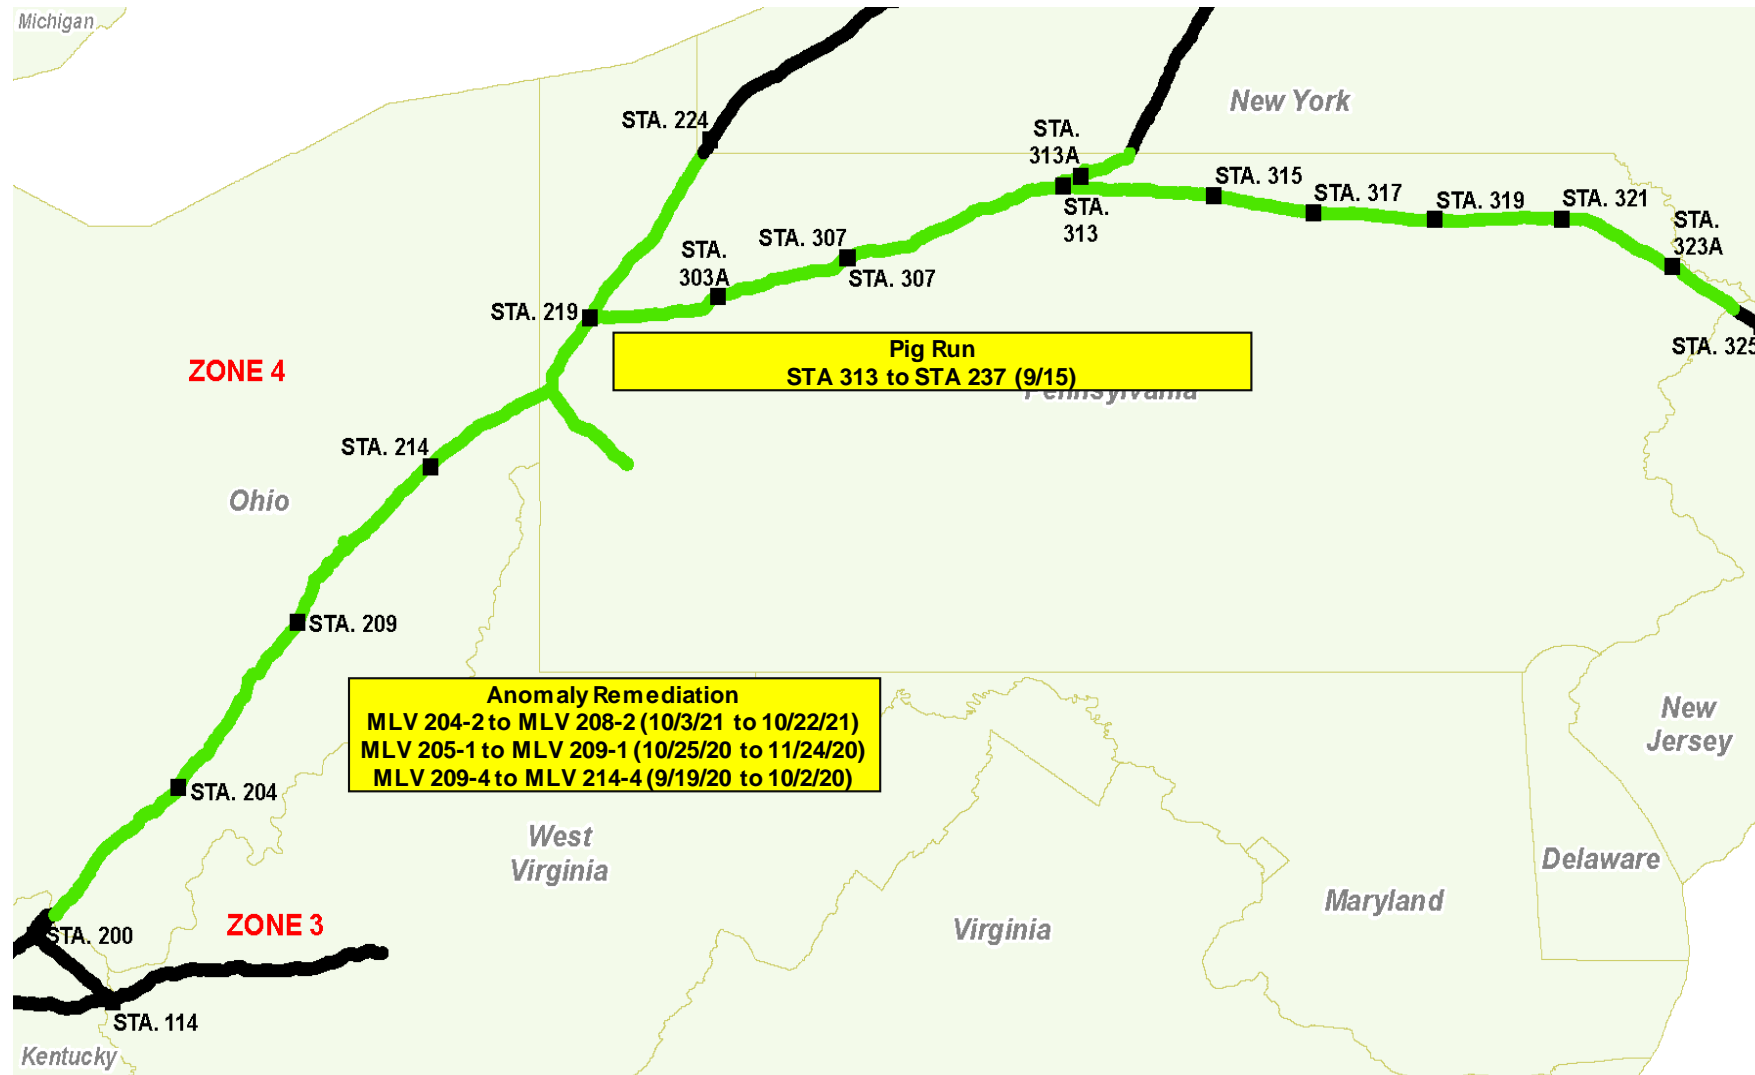 Michigan
New York
STA. 224
STA.
313A
STA. 315
STA. 317
STA. 319
STA. 321
STA.
313
STA.
323A
STA. 307
STA.
303A
STA. 307
STA. 219
STA. 325
Pig Run
STA 313 to STA 237 (9/15)
Pennsylvania
ZONE 4
STA. 214
Ohio
STA. 209
Anomaly Remediation
MLV 204-2 to MLV 208-2 (10/3/21 to 10/22/21)
MLV 205-1 to MLV 209-1 (10/25/20 to 11/24/20)
MLV 209-4 to MLV 214-4 (9/19/20 to 10/2/20)
New
Jersey
STA. 204
West
Virginia
Delaware
Maryland
ZONE 3
Virginia
STA. 200
STA. 114
Kentucky